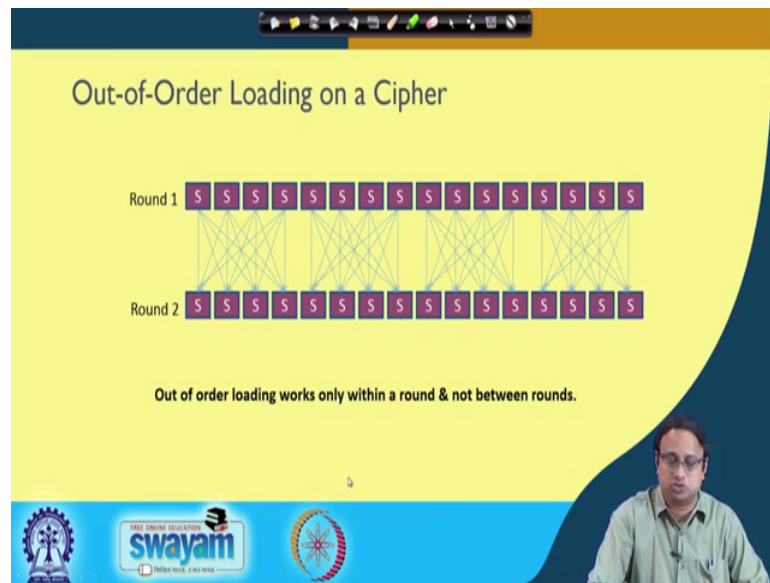 Out-of-Order Loading on a Cipher
Round 1 S S S S S S S S S S S S S S S S
Round 2 S S S S S S S S S S S S S S S S
Out of order loading works only within a round & not between rounds.
FREE ONLINE EDUCATION
swayam